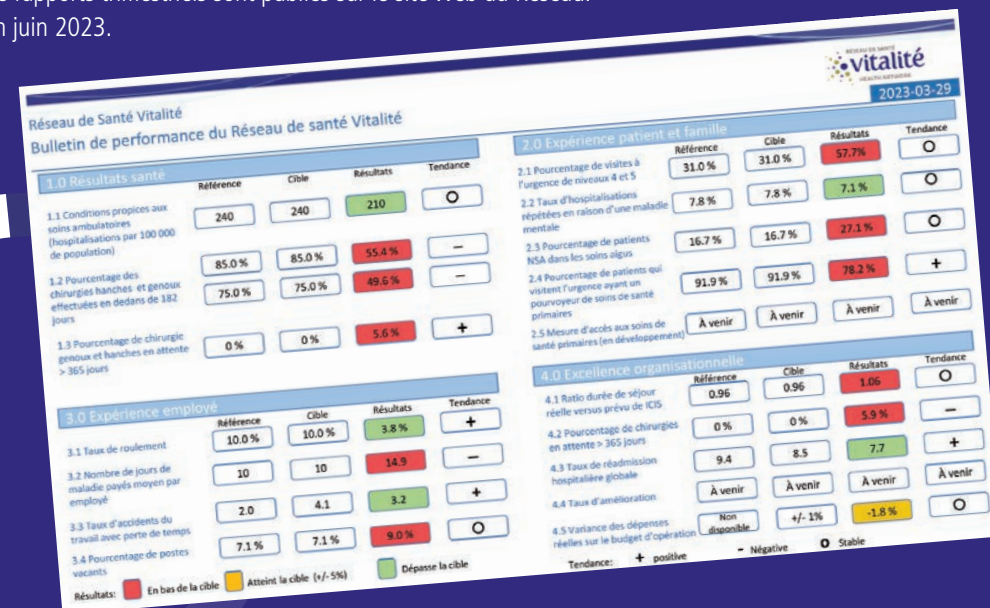 rapports trimestriels sont publiés sur le site Web du Réseau.
juin 2023.
RÉSEAU DE SANTÉ
vitalité
HEALTH NETWORK
2023-03-29
Réseau de Santé Vitalité
Bulletin de performance du Réseau de santé Vitalité
1.0 Résultats santé
Référence Cible Résultats Tendance
1.1 Conditions propices aux
soins ambulatoires
(hospitalisations par 100 000
de population)
240 240 210 O
1.2 Pourcentage des
chirurgies hanches et genoux
effectuées en dedans de 182
jours
85.0 % 85.0 % 55.4 % –
75.0 % 75.0 % 49.6 % –
1.3 Pourcentage de chirurgie
genoux et hanches en attente
> 365 jours
0 % 0 % 5.6 % +
2.0 Expérience patient et famille
Référence Cible Résultats Tendance
2.1 Pourcentage de visites à
l'urgence de niveaux 4 et 5
31.0 % 31.0 % 57.7% O
2.2 Taux d'hospitalisations
répétées en raison d'une maladie
mentale
7.8 % 7.8 % 7.1 % O
2.3 Pourcentage de patients
NSA dans les soins aigus
16.7 % 16.7 % 27.1 % O
2.4 Pourcentage de patients qui
visitent l'urgence ayant un
pourvoyeur de soins de santé
primaires
91.9 % 91.9 % 78.2 % +
2.5 Mesure d'accès aux soins de
santé primaires (en développement)
À venir À venir À venir À venir
3.0 Expérience employé
Référence Cible Résultats Tendance
3.1 Taux de roulement
10.0 % 10.0 % 3.8 % +
3.2 Nombre de jours de
maladie payés moyen par
employé
10 10 14.9 –
3.3 Taux d'accidents du
travail avec perte de temps
2.0 4.1 3.2 +
3.4 Pourcentage de postes
vacants
7.1 % 7.1 % 9.0 % O
4.0 Excellence organisationnelle
Référence Cible Résultats Tendance
4.1 Ratio durée de séjour
réelle versus prévu de ICIS
0.96 0.96 1.06 O
4.2 Pourcentage de chirurgies
en attente > 365 jours
0 % 0 % 5.9 % –
4.3 Taux de réadmission
hospitalière globale
9.4 8.5 7.7 +
4.4 Taux d'amélioration
À venir À venir À venir À venir
4.5 Variance des dépenses
réelles sur le budget d'opération
Non
disponible
+/- 1% -1.8 % O
Résultats: En bas de la cible Atteint la cible (+/- 5%) Dépasse la cible
Tendance: + positive – Négative O Stable